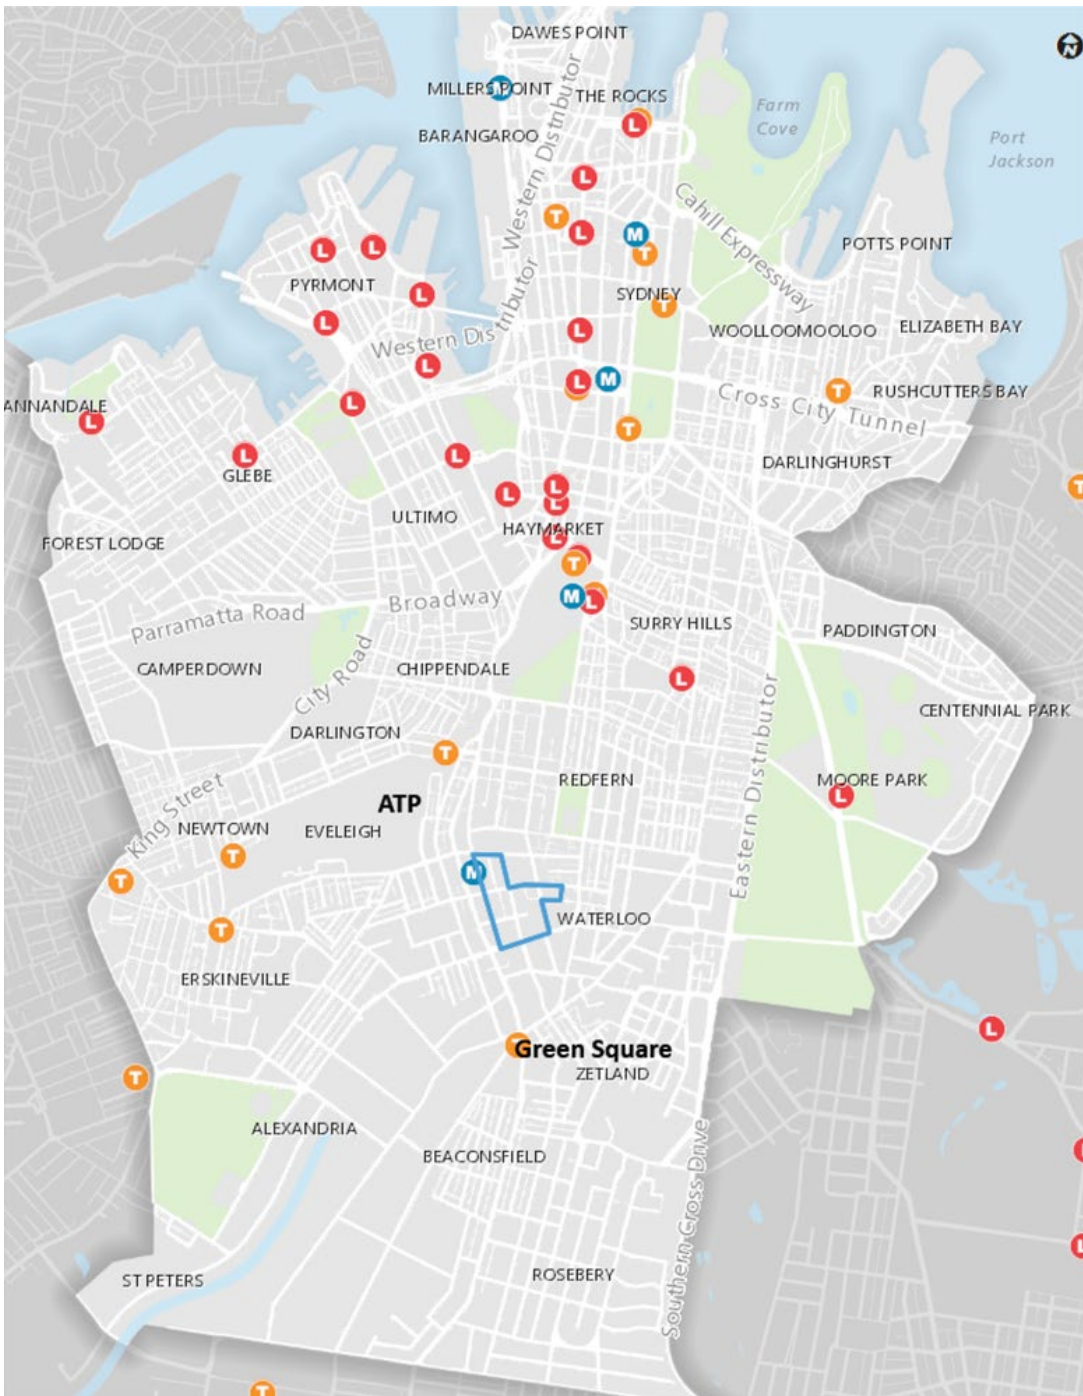 DAWES POINT
N
MILLERS POINT
M
THE ROCKS
Western Distributor
Farm
Cove
L
BARANGAROO
Port
Jackson
L
Cahill Expressway
T
L
M
POTTS POINT
L
L
T
PYRMONT
SYDNEY
L
T
L
Western Distributor
L
WOOLLOOMOOLOO
ELIZABETH BAY
L
L
M
T
RUSHCUTTERS BAY
Cross City Tunnel
ANNANDALE
L
L
T
L
L
DARLINGHURST
GLEBE
L
L
L
T
ULTIMO
HAYMARKET
L
FOREST LODGE
T
Broadway
M
L
Parramatta Road
SURRY HILLS
PADDINGTON
CAMPERDOWN
City Road
CHIPPENDALE
L
CENTENNIAL PARK
DARLINGTON
T
Eastern Distributor
REDFERN
MOORE PARK
L
ATP
King Street
NEWTOWN
EVELEIGH
T
M
T
WATERLOO
T
ERSKINEVILLE
L
T
Green Square
ZETLAND
T
ALEXANDRIA
BEACONSFIELD
L
Southern Cross Drive
L
ST PETERS
ROSEBERY
T